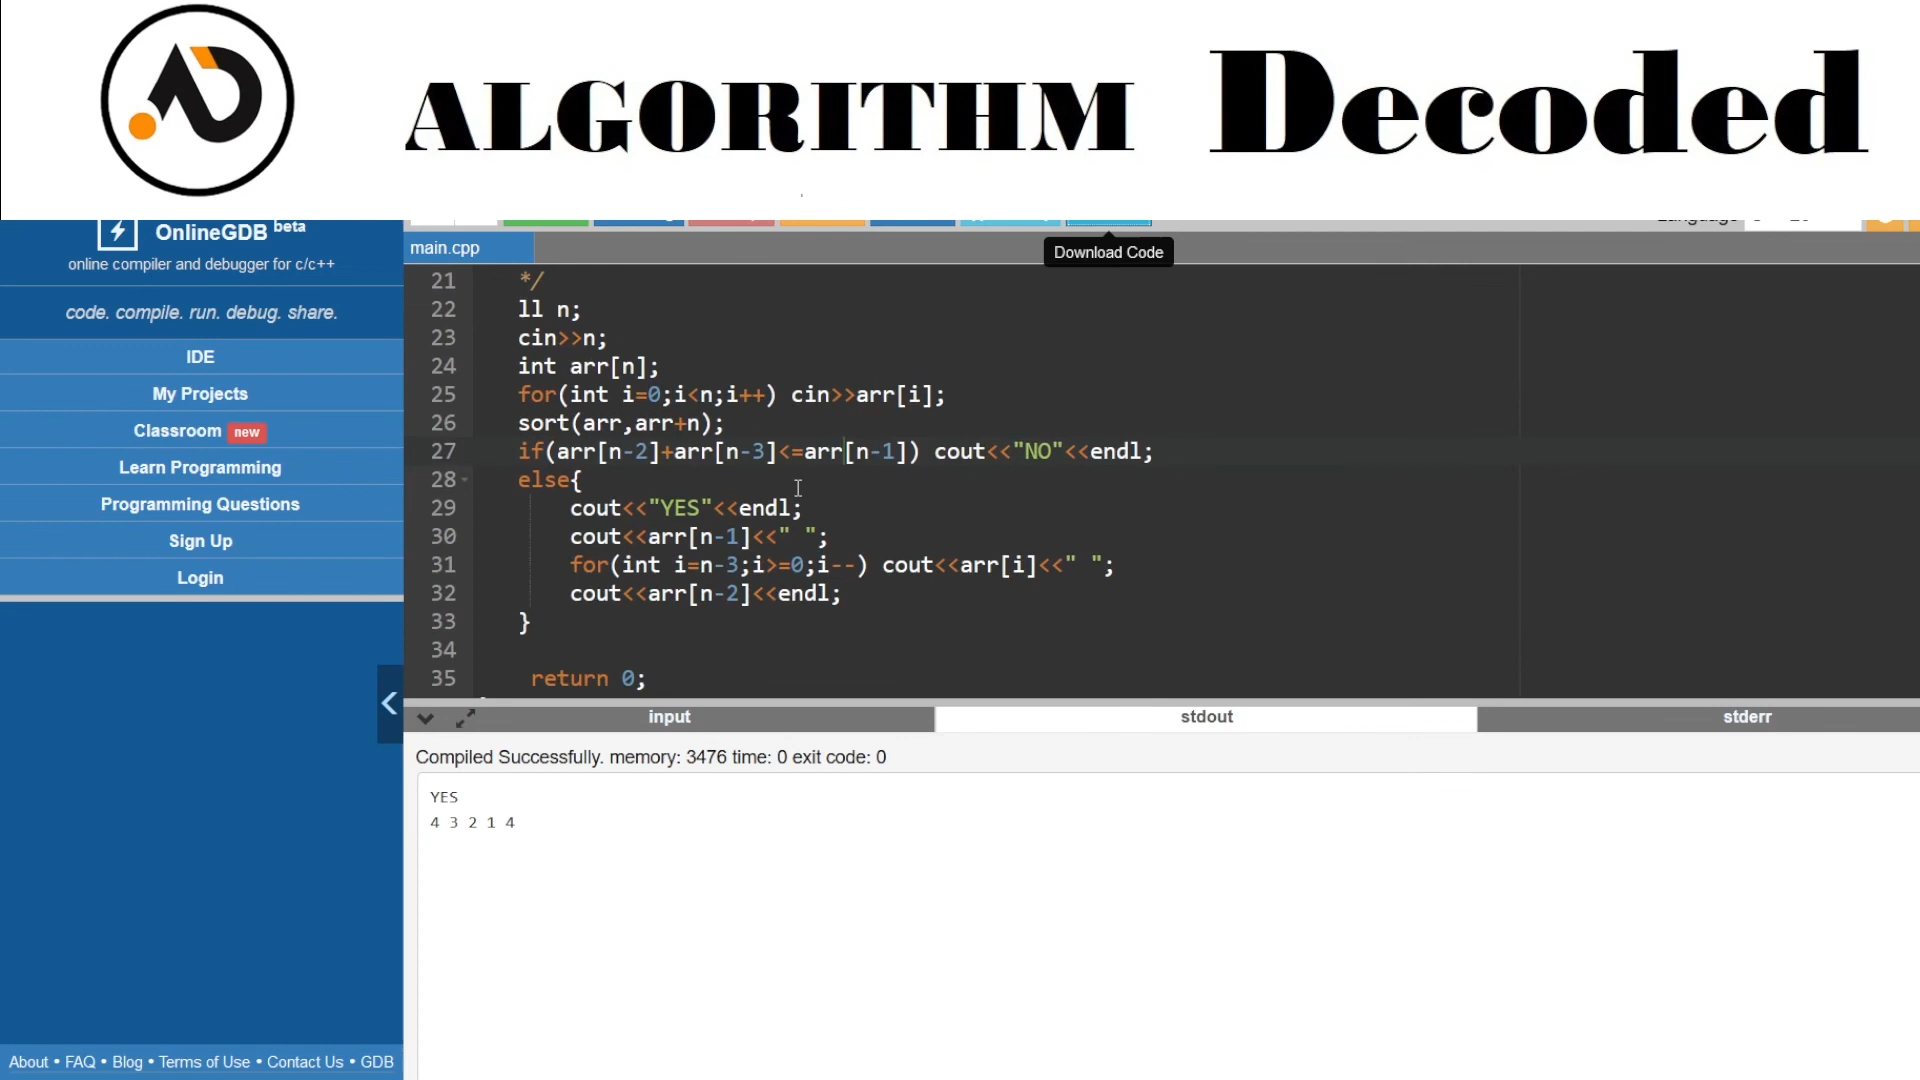 ALGORITHM Decoded
OnlineGDB beta
online compiler and debugger for c/c++
code. compile. run. debug. share.
IDE
My Projects
Classroom new
Learn Programming
Programming Questions
Sign Up
Login
About • FAQ • Blog • Terms of Use • Contact Us • GDB
Language
main.cpp
Download Code
21 */
22 ll n;
23 cin>>n;
24 int arr[n];
25 for(int i=0;i<n;i++) cin>>arr[i];
26 sort(arr,arr+n);
27 if(arr[n-2]+arr[n-3]<=arr[n-1]) cout<<"NO"<<endl;
28 else{
29 cout<<"YES"<<endl;
30 cout<<arr[n-1]<<" ";
31 for(int i=n-3;i>=0;i--) cout<<arr[i]<<" ";
32 cout<<arr[n-2]<<endl;
33 }
34
35 return 0;
input stdout stderr
Compiled Successfully. memory: 3476 time: 0 exit code: 0
YES
4 3 2 1 4